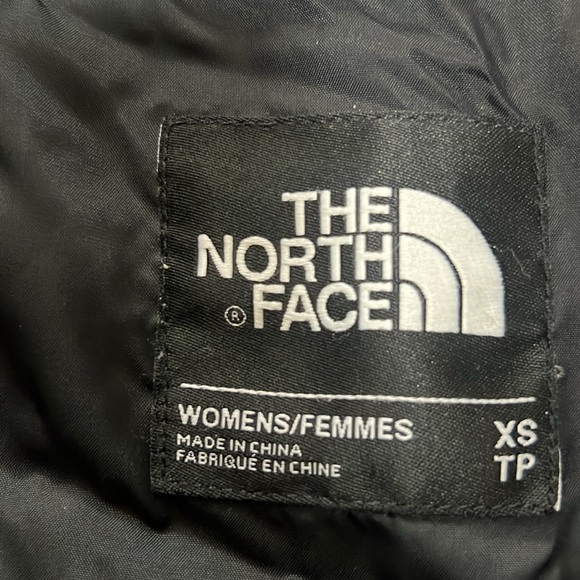 THE
NORTH
® FACE
WOMENS/FEMMES XS
MADE IN CHINA TP
FABRIQUÉ EN CHINE